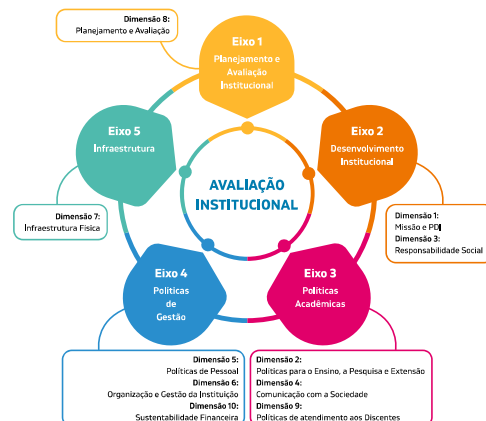 Dimensão 8:
Planejamento e Avaliação
Eixo 1
Planejamento e
Avaliação
Institucional
Eixo 5
Infraestrutura
Eixo 2
Desenvolvimento
Institucional
AVALIAÇÃO
INSTITUCIONAL
Dimensão 7:
Infraestrutura Física
Dimensão 1:
Missão e PDI
Dimensão 3:
Responsabilidade Social
Eixo 4
Políticas
de
Gestão
Eixo 3
Políticas
Acadêmicas
Dimensão 5:
Políticas de Pessoal
Dimensão 6:
Organização e Gestão da Instituição
Dimensão 10:
Sustentabilidade Financeira
Dimensão 2:
Políticas para o Ensino, a Pesquisa e Extensão
Dimensão 4:
Comunicação com a Sociedade
Dimensão 9:
Políticas de atendimento aos Discentes